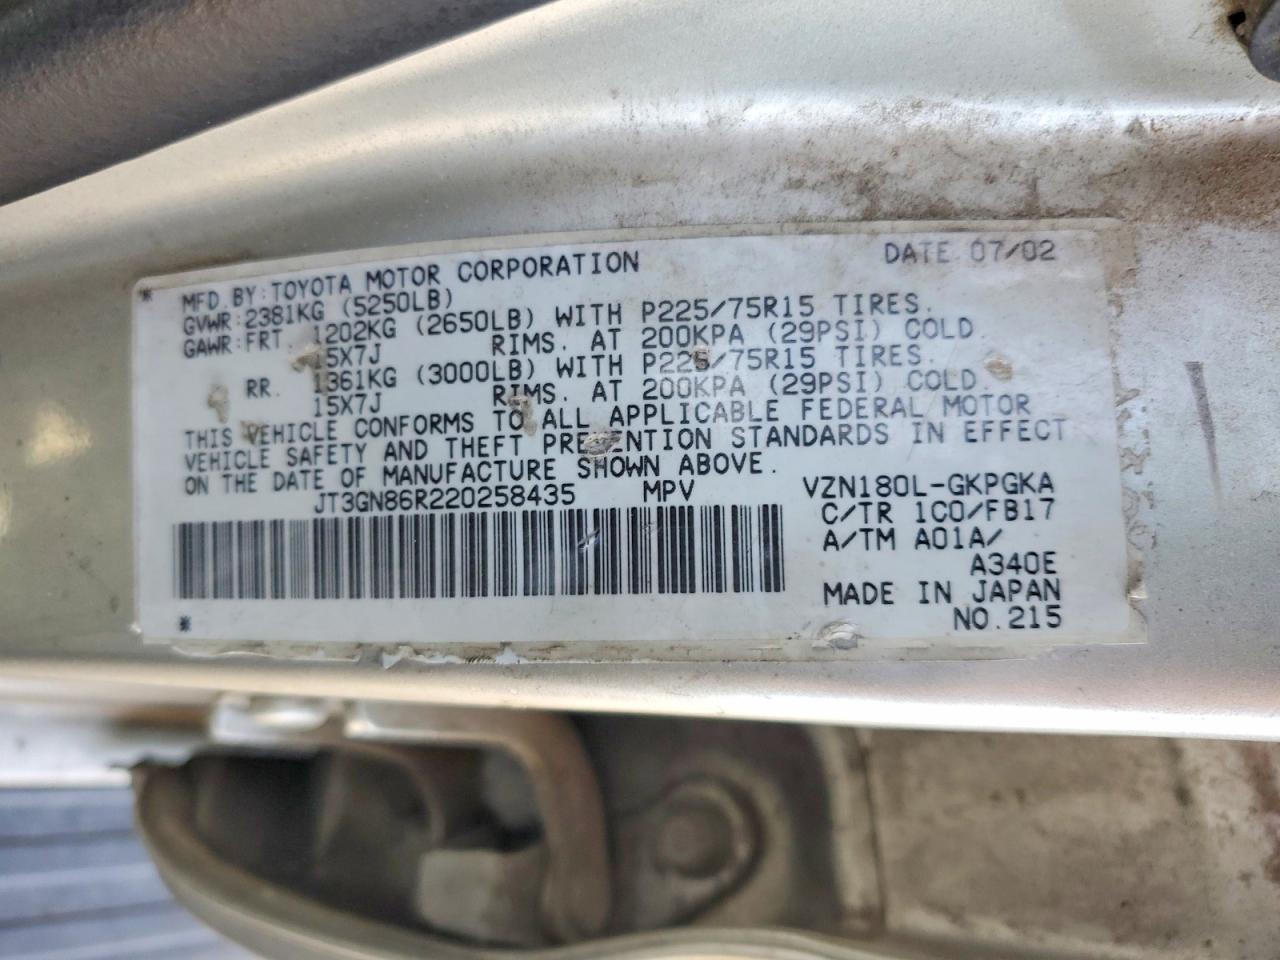 * MFD. BY: TOYOTA MOTOR CORPORATION DATE 07/02
GVWR: 2381KG (5250LB)
GAWR: FRT. 1202KG (2650LB) WITH P225/75R15 TIRES.
15X7J RIMS. AT 200KPA (29PSI) COLD.
RR. 1361KG (3000LB) WITH P225/75R15 TIRES.
15X7J RIMS. AT 200KPA (29PSI) COLD.
THIS VEHICLE CONFORMS TO ALL APPLICABLE FEDERAL MOTOR
VEHICLE SAFETY AND THEFT PREVENTION STANDARDS IN EFFECT
ON THE DATE OF MANUFACTURE SHOWN ABOVE.
JT3GN86R220258435 MPV VZN180L-GKPGKA
C/TR 1C0/FB17
A/TM A01A/
A340E
MADE IN JAPAN
* NO.215